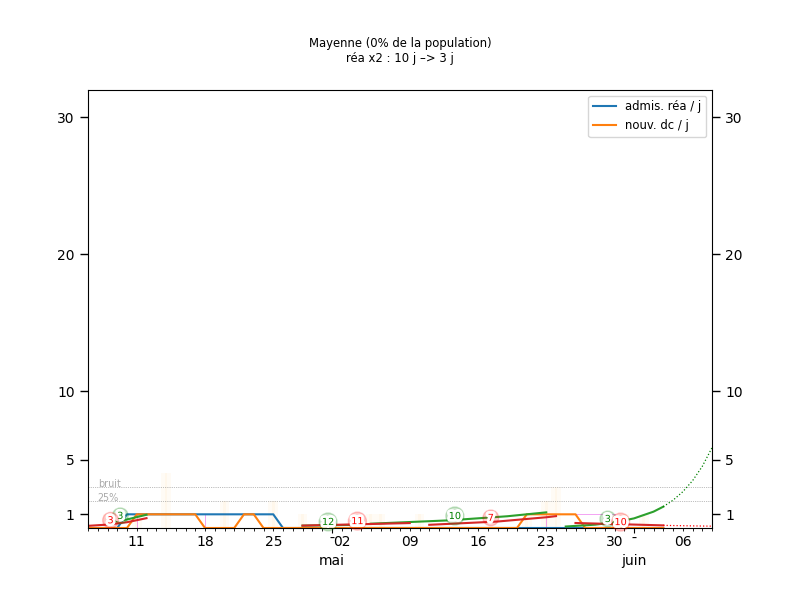 Mayenne (0% de la population)
réa x2 : 10 j –> 3 j
admis. réa / j
nouv. dc / j
30 30
20 20
10 10
5 5
bruit
25%
1 1
3 3 12 11 10 7 3 10
11 18 25 02 09 16 23 30 06
mai juin